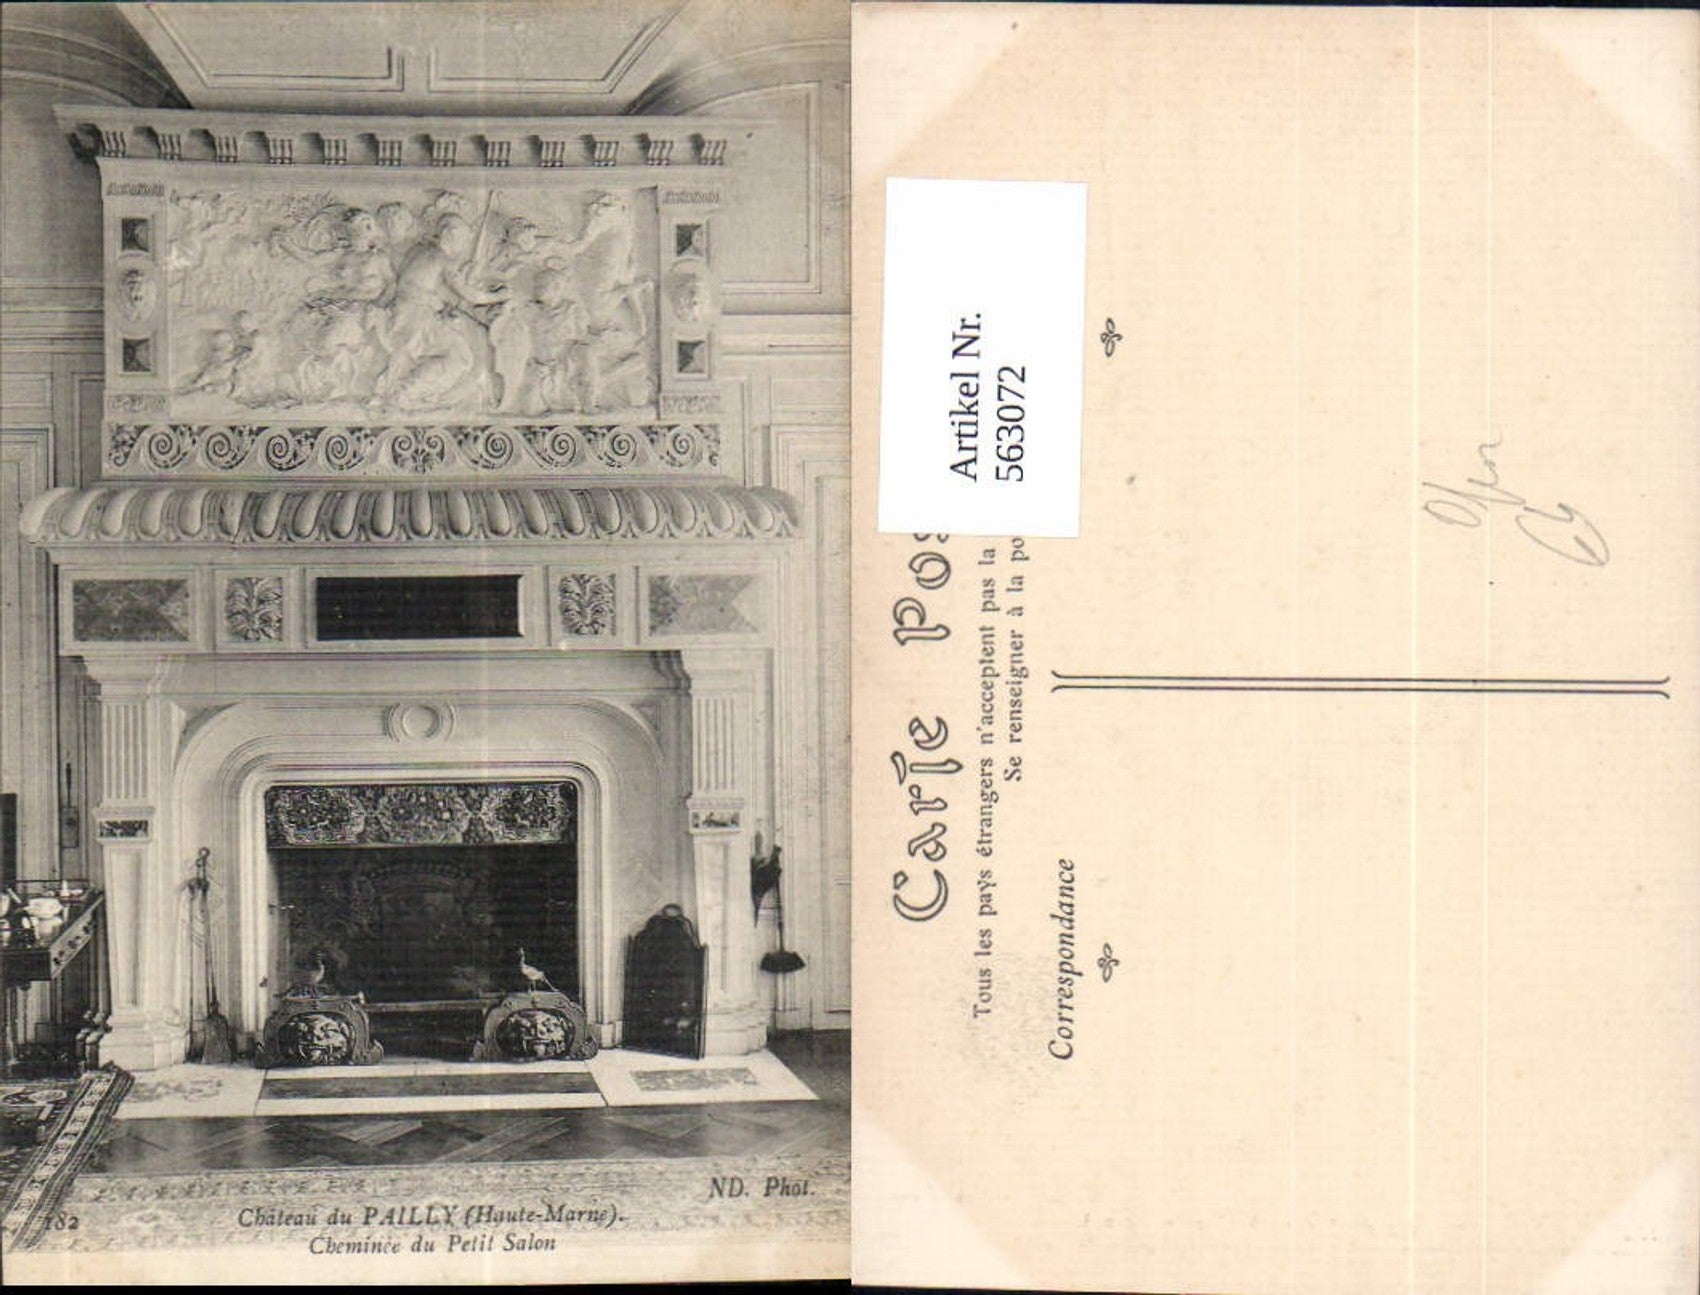 ND. Phot.
182
Château du PAILLY (Haute-Marne).
Cheminée du Petit Salon
Artikel Nr.
563072
Carte Pos
Tous les pays étrangers n'acceptent pas la
Se renseigner à la po
Correspondance